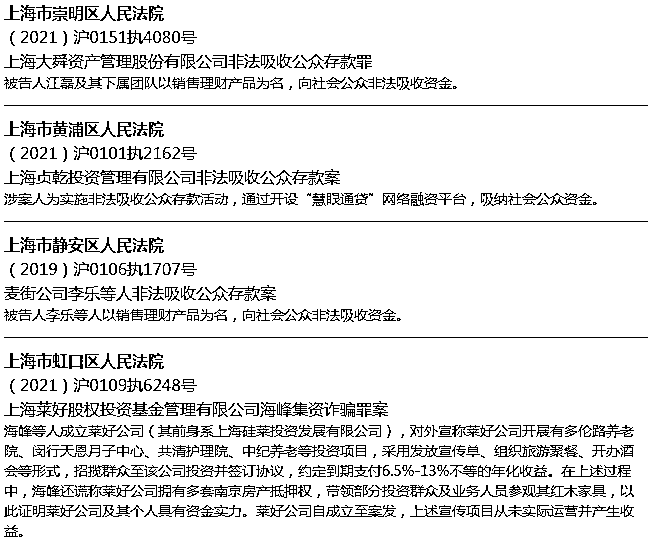 上海市崇明区人民法院
（2021）沪0151执4080号
上海大舜资产管理股份有限公司非法吸收公众存款罪
被告人江磊及其下属团队以销售理财产品为名，向社会公众非法吸收资金。
上海市黄浦区人民法院
（2021）沪0101执2162号
上海贞乾投资管理有限公司非法吸收公众存款案
涉案人为实施非法吸收公众存款活动，通过开设“慧眼通贷”网络融资平台，吸纳社会公众资金。
上海市静安区人民法院
（2019）沪0106执1707号
麦街公司李乐等人非法吸收公众存款案
被告人李乐等人以销售理财产品为名，向社会公众非法吸收资金。
上海市虹口区人民法院
（2021）沪0109执6248号
上海莱好股权投资基金管理有限公司海峰集资诈骗罪案
海峰等人成立莱好公司（其前身系上海硅莱投资发展有限公司），对外宣称莱好公司开展有多伦路养老
院、闵行天恩月子中心、共清护理院、中纪养老等投资项目，采用发放宣传单、组织旅游聚餐、开办酒
会等形式，招揽群众至该公司投资并签订协议，约定到期支付6.5%-13%不等的年化收益。在上述过程
中，海峰还谎称莱好公司拥有多套南京房产抵押权，带领部分投资群众及业务人员参观其红木家具，以
此证明莱好公司及其个人具有资金实力。莱好公司自成立至案发，上述宣传项目从未实际运营并产生收
益。